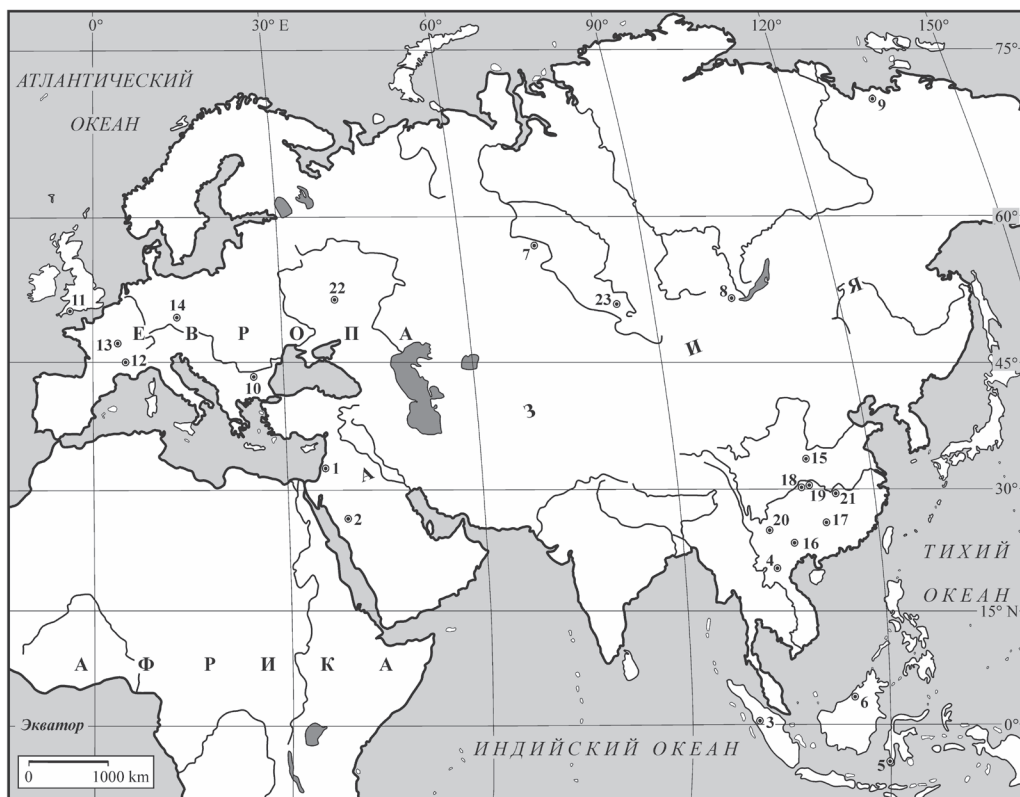 0° 30° E 60° 90° 120° 150°
75°
АТЛАНТИЧЕСКИЙ
ОКЕАН
9
60°
7
8
23
11
14
22
Я
13
Е В Р О П А
И
12
45°
10
З
15
1
А
18
19
21
30°
2
20
17
16
4
ТИХИЙ
ОКЕАН
15° N
А Ф Р И К А
6
Экватор
3
0°
ИНДИЙСКИЙ ОКЕАН
5
0 1000 km